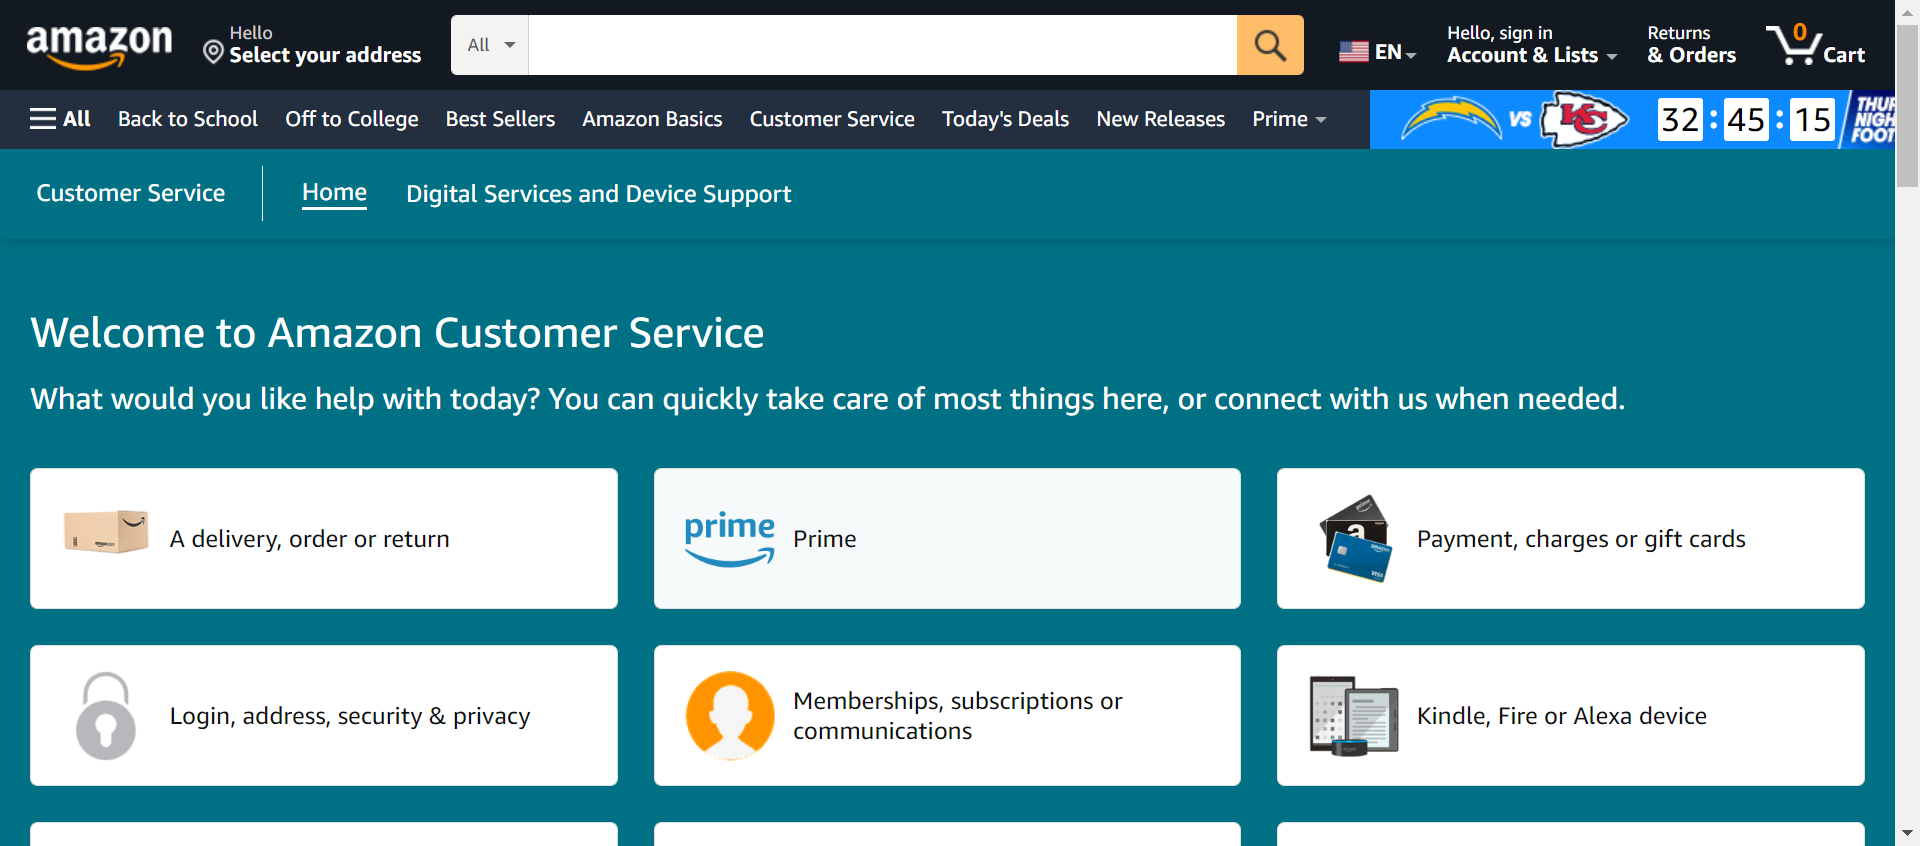 amazon
Hello
Select your address
All
EN
Hello, sign in
Account & Lists
Returns
& Orders
0
Cart
All
Back to School
Off to College
Best Sellers
Amazon Basics
Customer Service
Today's Deals
New Releases
Prime
VS
KC
32 : 45 : 15
Customer Service
Home
Digital Services and Device Support
Welcome to Amazon Customer Service
What would you like help with today? You can quickly take care of most things here, or connect with us when needed.
A delivery, order or return
prime
Prime
prime
a
amazon
VISA
Payment, charges or gift cards
Login, address, security & privacy
Memberships, subscriptions or
communications
Kindle, Fire or Alexa device